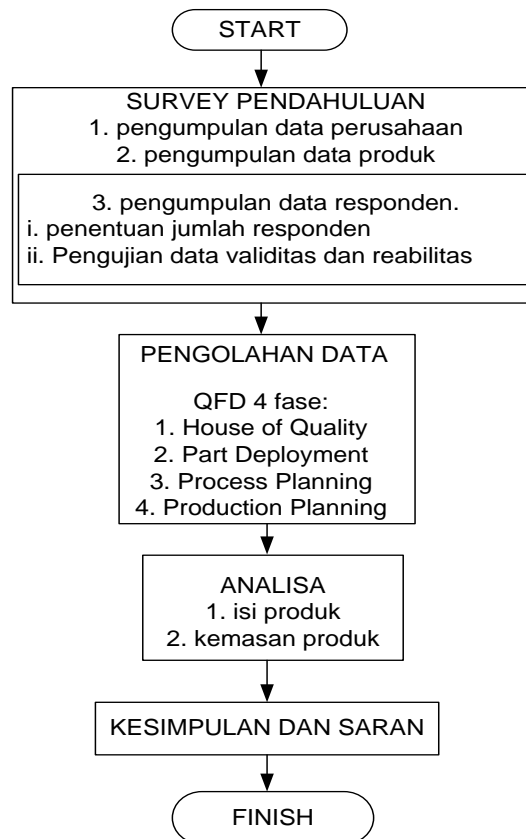 START
SURVEY PENDAHULUAN
1. pengumpulan data perusahaan
2. pengumpulan data produk
3. pengumpulan data responden.
i. penentuan jumlah responden
ii. Pengujian data validitas dan reabilitas
PENGOLAHAN DATA
QFD 4 fase:
1. House of Quality
2. Part Deployment
3. Process Planning
4. Production Planning
ANALISA
1. isi produk
2. kemasan produk
KESIMPULAN DAN SARAN
FINISH